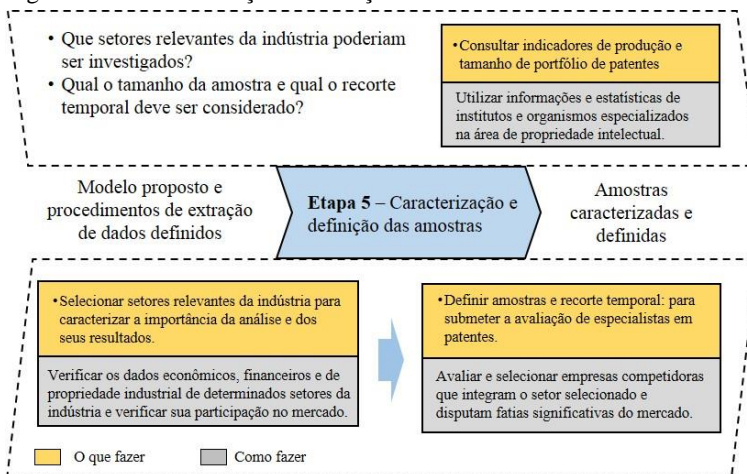 • Que setores relevantes da indústria poderiam
ser investigados?
• Qual o tamanho da amostra e qual o recorte
temporal deve ser considerado?
•Consultar indicadores de produção e
tamanho de portfólio de patentes
Utilizar informações e estatísticas de
institutos e organismos especializados
na área de propriedade intelectual.
Modelo proposto e
procedimentos de extração
de dados definidos
Etapa 5 – Caracterização e
definição das amostras
Amostras
caracterizadas e
definidas
•Selecionar setores relevantes da indústria para
caracterizar a importância da análise e dos
seus resultados.
Verificar os dados econômicos, financeiros e de
propriedade industrial de determinados setores da
indústria e verificar sua participação no mercado.
•Definir amostras e recorte temporal: para
submeter a avaliação de especialistas em
patentes.
Avaliar e selecionar empresas competidoras
que integram o setor selecionado e
disputam fatias significativas do mercado.
O que fazer
Como fazer